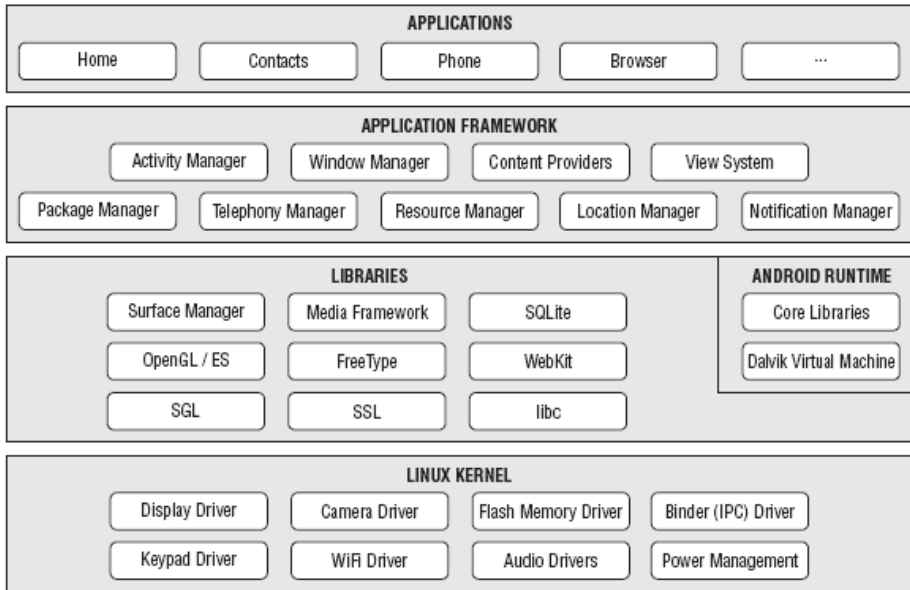 APPLICATIONS
Home
Contacts
Phone
Browser
...
APPLICATION FRAMEWORK
Activity Manager
Window Manager
Content Providers
View System
Package Manager
Telephony Manager
Resource Manager
Location Manager
Notification Manager
LIBRARIES
Surface Manager
Media Framework
SQLite
OpenGL / ES
FreeType
WebKit
SGL
SSL
libc
ANDROID RUNTIME
Core Libraries
Dalvik Virtual Machine
LINUX KERNEL
Display Driver
Camera Driver
Flash Memory Driver
Binder (IPC) Driver
Keypad Driver
WiFi Driver
Audio Drivers
Power Management